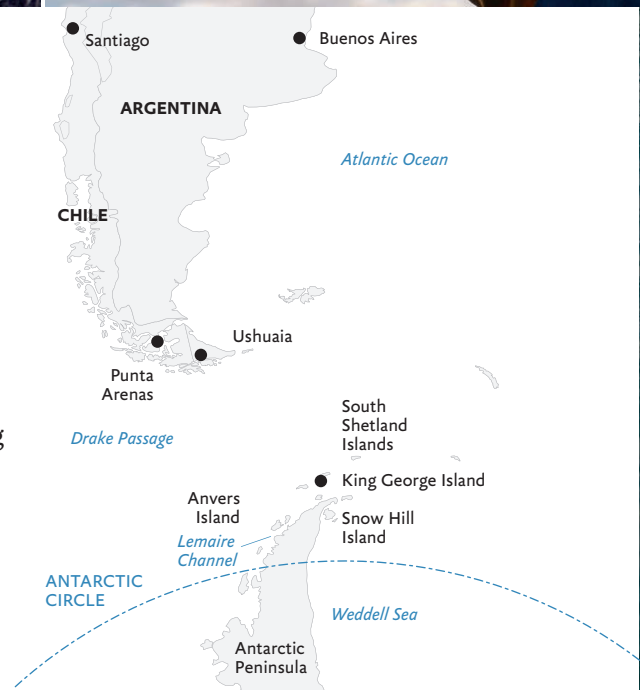 Santiago
Buenos Aires
ARGENTINA
Atlantic Ocean
CHILE
Ushuaia
Punta
Arenas
South
Shetland
Islands
Drake Passage
King George Island
Anvers
Island
Snow Hill
Island
Lemaire
Channel
ANTARCTIC
CIRCLE
Weddell Sea
Antarctic
Peninsula